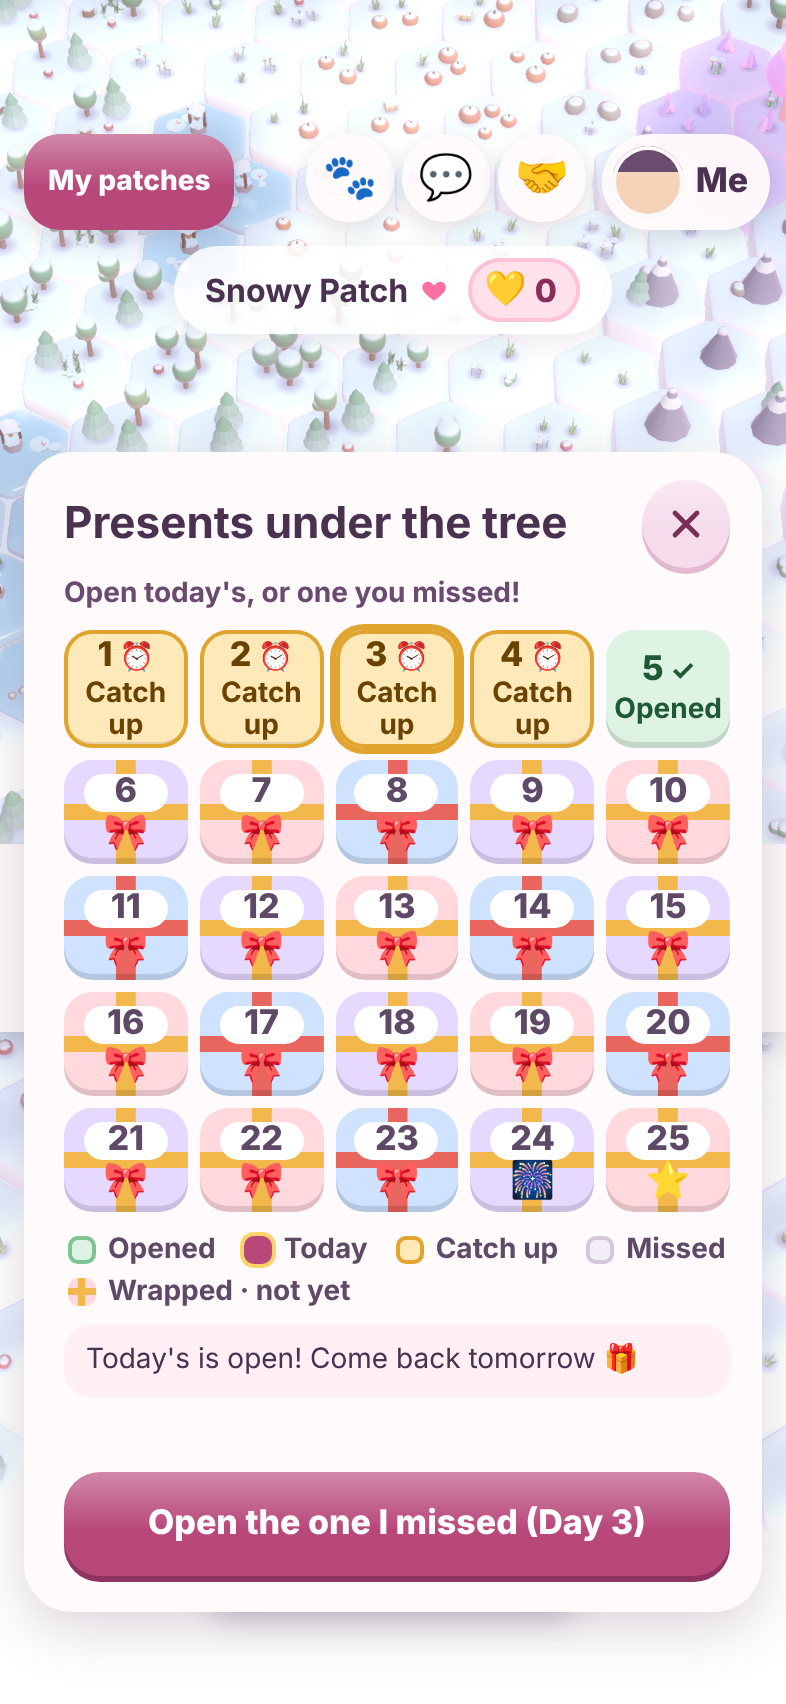 My patches
Me
Snowy Patch 0
Presents under the tree
Open today's, or one you missed!
1 Catch up
2 Catch up
3 Catch up
4 Catch up
5 ✓ Opened
6 7 8 9 10
11 12 13 14 15
16 17 18 19 20
21 22 23 24 25
Opened Today Catch up Missed
Wrapped · not yet
Today's is open! Come back tomorrow 🎁
Open the one I missed (Day 3)